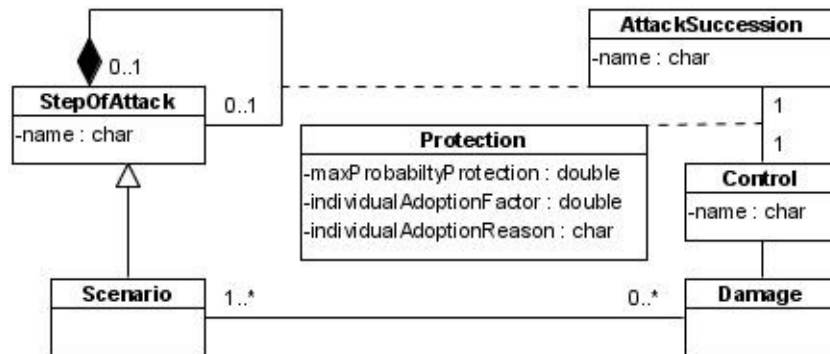 AttackSuccession
-name : char
0..1
StepOfAttack
-name : char
0..1
1
Protection
-maxProbabiltyProtection : double
-individualAdoptionFactor : double
-individualAdoptionReason : char
1
Control
-name : char
Scenario
1..*
0..*
Damage